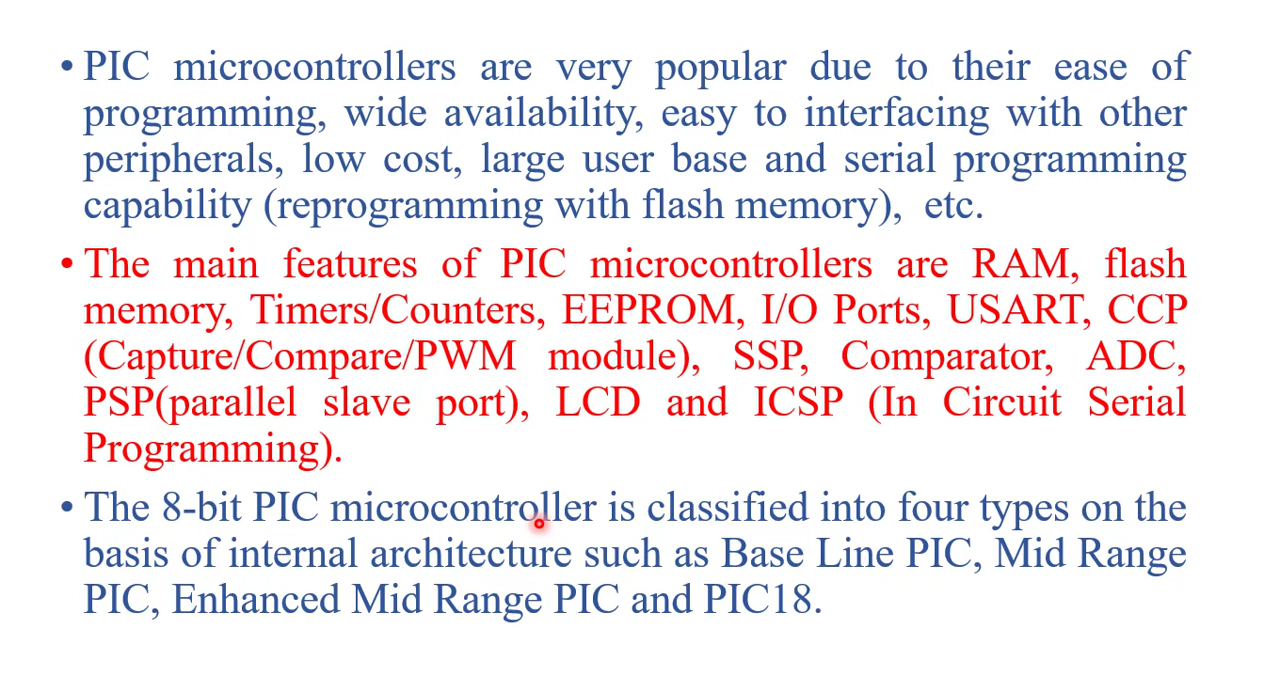 • PIC microcontrollers are very popular due to their ease of
programming, wide availability, easy to interfacing with other
peripherals, low cost, large user base and serial programming
capability (reprogramming with flash memory),  etc.
• The main features of PIC microcontrollers are RAM, flash
memory, Timers/Counters, EEPROM, I/O Ports, USART, CCP
(Capture/Compare/PWM module), SSP, Comparator, ADC,
PSP(parallel slave port), LCD and ICSP (In Circuit Serial
Programming).
• The 8-bit PIC microcontroller is classified into four types on the
basis of internal architecture such as Base Line PIC, Mid Range
PIC, Enhanced Mid Range PIC and PIC18.